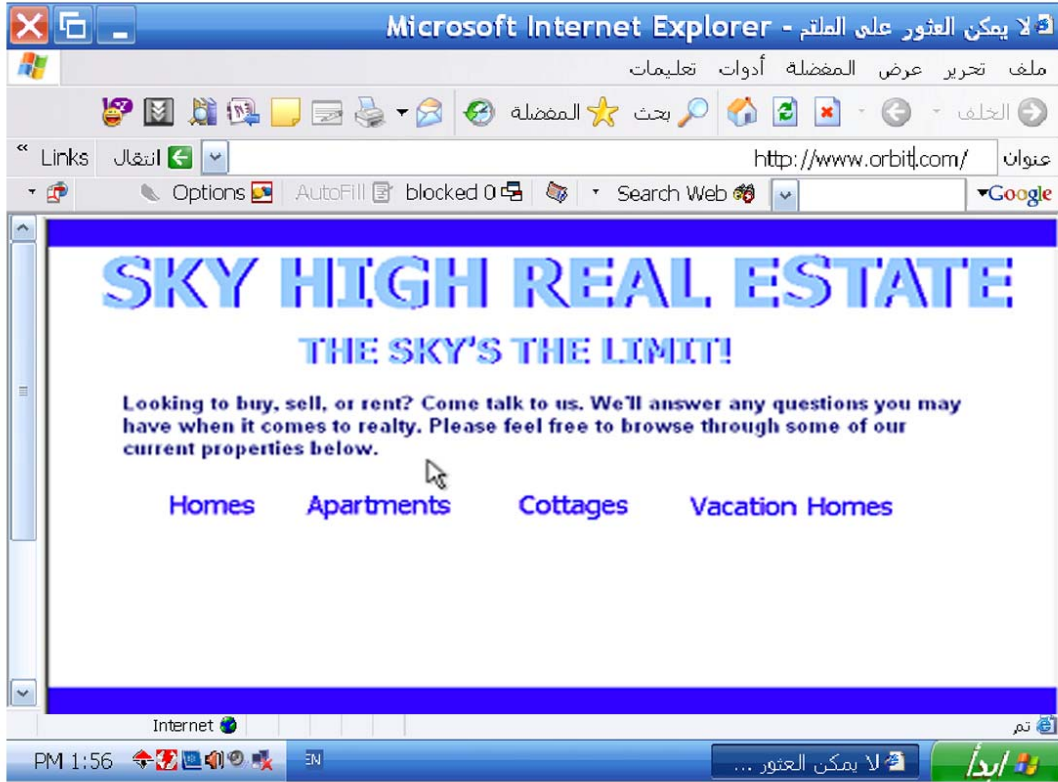 لا يمكن العثور على الملتم - Microsoft Internet Explorer
ملف تحرير عرض المفضلة أدوات تعليمات
الخلف بحث المفضلة
عنوان http://www.orbit.com/ انتقال Links
Google Search Web blocked 0 AutoFill Options
SKY HIGH REAL ESTATE
THE SKY'S THE LIMIT!
Looking to buy, sell, or rent? Come talk to us. We'll answer any questions you may
have when it comes to realty. Please feel free to browse through some of our
current properties below.
Homes Apartments Cottages Vacation Homes
تم Internet
ابدأ لا يمكن العثور ... EN PM 1:56